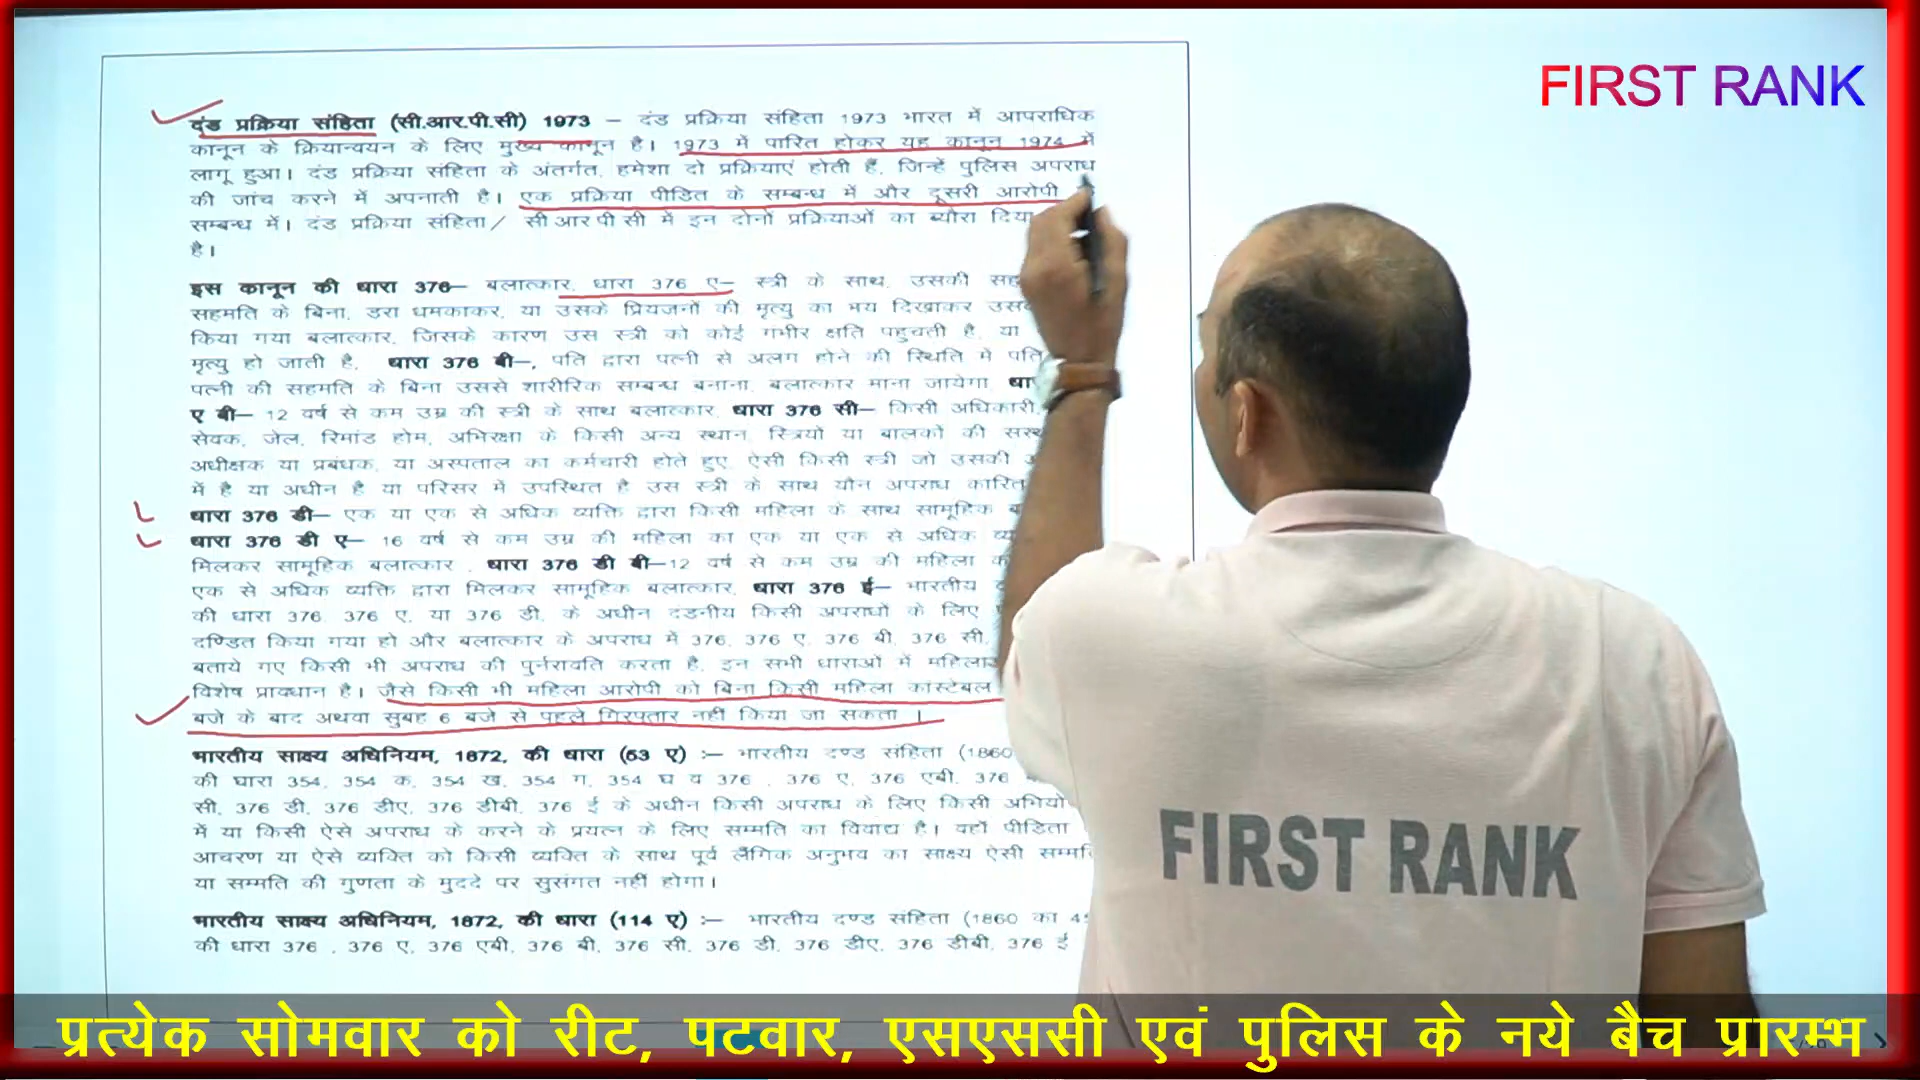 FIRST RANK
दंड प्रक्रिया संहिता (सी.आर.पी.सी) 1973 – दंड प्रक्रिया संहिता 1973 भारत में आपराधिक
कानून के क्रियान्वयन के लिए मुख्य कानून है। 1973 में पारित होकर यह कानून 1974 में
लागू हुआ। दंड प्रक्रिया संहिता के अंतर्गत, हमेशा दो प्रक्रियाएं होती हैं, जिन्हें पुलिस अपराध
की जांच करने में अपनाती है। एक प्रक्रिया पीडित के सम्बन्ध में और दूसरी आरोपी
सम्बन्ध में। दंड प्रक्रिया संहिता/ सी आर पी सी में इन दोनों प्रक्रियाओं का ब्यौरा दिया
है।
इस कानून की धारा 376– बलात्कार, धारा 376 ए– स्त्री के साथ, उसकी
सहमति के बिना, डरा धमकाकर, या उसके प्रियजनों की मृत्यु का भय दिखाकर
किया गया बलात्कार, जिसके कारण उस स्त्री को कोई गभीर क्षति पहुचती है, या
मृत्यु हो जाती है, धारा 376 बी–, पति द्वारा पत्नी से अलग होने की स्थिति में
पत्नी की सहमति के बिना उससे शारीरिक सम्बन्ध बनाना, बलात्कार माना जायेगा,
ए बी– 12 वर्ष से कम उम्र की स्त्री के साथ बलात्कार, धारा 376 सी– किसी अधिकारी,
सेवक, जेल, रिमांड होम, अभिरक्षा के किसी अन्य स्थान, स्त्रियों या बालकों की
अधीक्षक या प्रबंधक, या अस्पताल का कर्मचारी होते हुए, ऐसी किसी स्त्री जो उसकी
में है या अधीन है या परिसर में उपस्थित है उस स्त्री के साथ यौन अपराध कारित
धारा 376 डी– एक या एक से अधिक व्यक्ति द्वारा किसी महिला के साथ सामूहिक
धारा 376 डी ए– 16 वर्ष से कम उम्र की महिला का एक या एक से अधिक
मिलकर सामूहिक बलात्कार , धारा 376 डी बी–12 वर्ष से कम उम्र की महिला
एक से अधिक व्यक्ति द्वारा मिलकर सामूहिक बलात्कार, धारा 376 ई– भारतीय
की धारा 376, 376 ए, या 376 डी, के अधीन दंडनीय किसी अपराधों के लिए
दण्डित किया गया हो और बलात्कार के अपराध में 376, 376 ए, 376 बी, 376 सी,
बताये गए किसी भी अपराध की पुर्नरावति करता है, इन सभी धाराओं में
विशेष प्रावधान है। जैसे किसी भी महिला आरोपी को बिना किसी महिला कांस्टेबल
बजे के बाद अथवा सुबह 6 बजे से पहले गिरफ्तार नहीं किया जा सकता ।
भारतीय साक्ष्य अधिनियम, 1872, की धारा (53 ए) :– भारतीय दण्ड संहिता (1860
की धारा 354, 354 क, 354 ख, 354 ग, 354 घ व 376 , 376 ए, 376 एबी, 376
सी, 376 डी, 376 डीए, 376 डीबी, 376 ई के अधीन किसी अपराध के लिए किसी
में या किसी ऐसे अपराध के करने के प्रयत्न के लिए सम्मति का विवाद्य है। वहाँ पीडिता
आचरण या ऐसे व्यक्ति को किसी व्यक्ति के साथ पूर्व लैंगिक अनुभव का साक्ष्य ऐसी
या सम्मति की गुणता के मुददे पर सुसंगत नहीं होगा।
भारतीय साक्ष्य अधिनियम, 1872, की धारा (114 ए) :– भारतीय दण्ड संहिता (1860 का
की धारा 376 , 376 ए, 376 एबी, 376 बी, 376 सी, 376 डी, 376 डीए, 376 डीबी, 376 ई
FIRST RANK
प्रत्येक सोमवार को रीट, पटवार, एसएससी एवं पुलिस के नये बैच प्रारम्भ